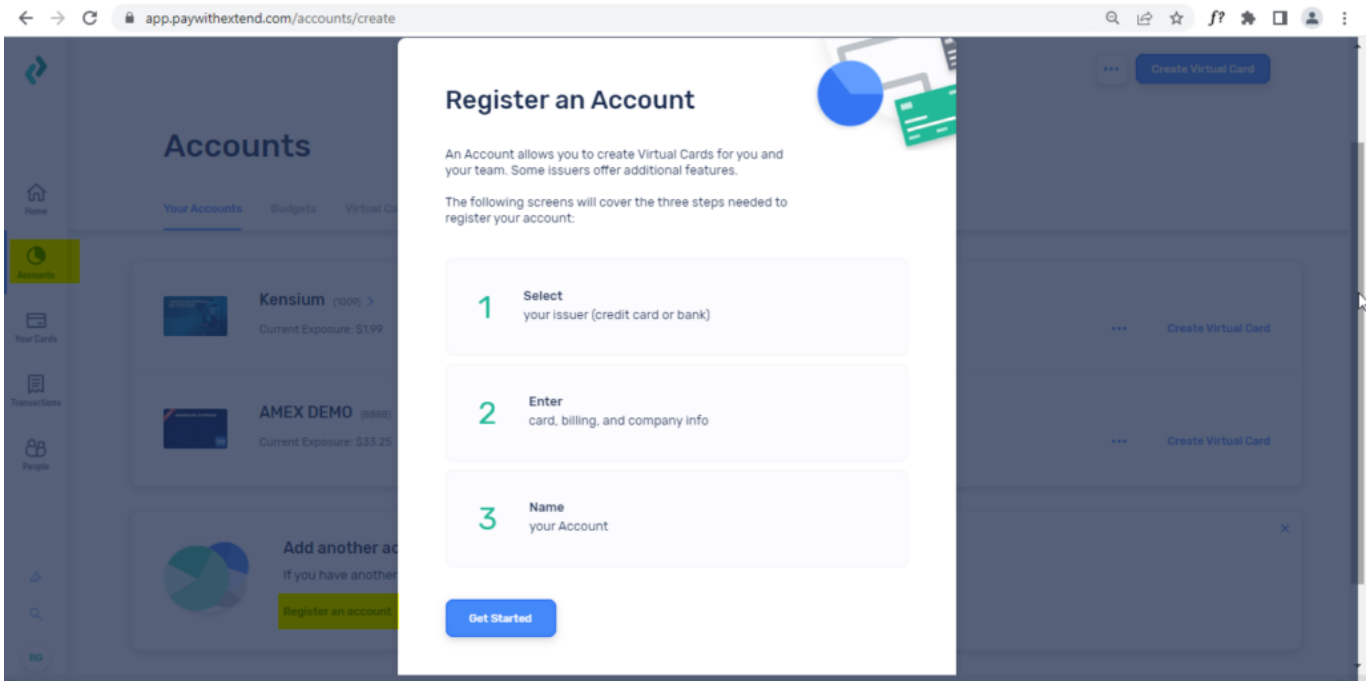 app.paywithextend.com/accounts/create
f?
Create Virtual Card
Accounts
Your Accounts Budgets Virtual Ca
Home
Accounts
Your Cards
Transactions
People
RG
Kensium (1009) >
Current Exposure: $1.99
Create Virtual Card
AMEX DEMO
Current Exposure: $33.25
Create Virtual Card
Add another ac
If you have another
Register an account
Register an Account
An Account allows you to create Virtual Cards for you and
your team. Some issuers offer additional features.
The following screens will cover the three steps needed to
register your account:
1
Select
your issuer (credit card or bank)
2
Enter
card, billing, and company info
3
Name
your Account
Get Started